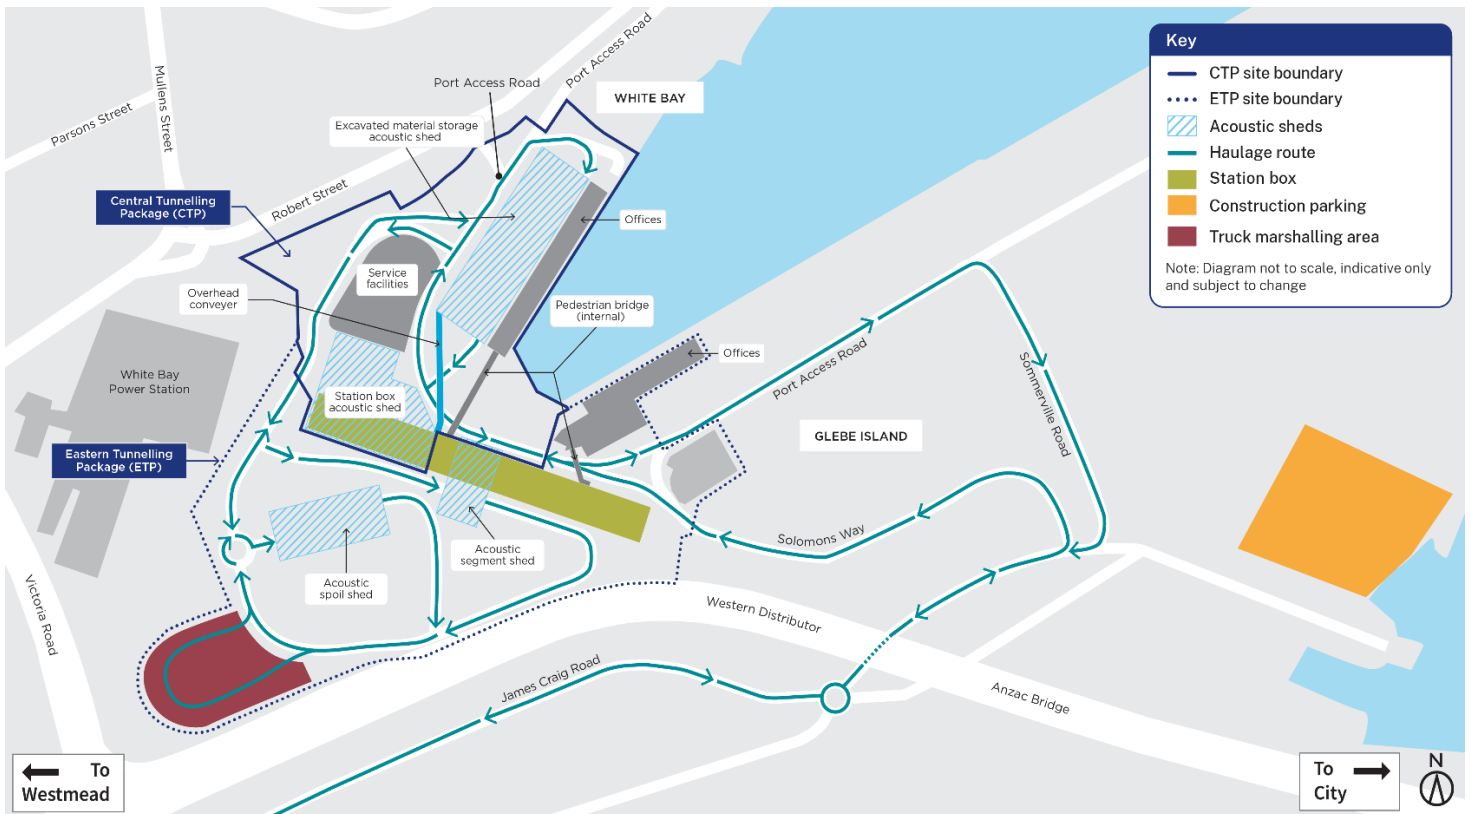 Port Access Road
Mullens Street
Parsons Street
Port Access Road
WHITE BAY
Excavated material storage
acoustic shed
Central Tunnelling
Package (CTP)
Robert Street
Offices
Service
facilities
Overhead
conveyer
Pedestrian bridge
(internal)
White Bay
Power Station
Station box
acoustic shed
Offices
Port Access Road
Sommerville Road
GLEBE ISLAND
Eastern Tunnelling
Package (ETP)
Solomons Way
Acoustic
segment shed
Acoustic
spoil shed
Victoria Road
Western Distributor
James Craig Road
Anzac Bridge
To
Westmead
To
City
N
Key
CTP site boundary
ETP site boundary
Acoustic sheds
Haulage route
Station box
Construction parking
Truck marshalling area
Note: Diagram not to scale, indicative only
and subject to change